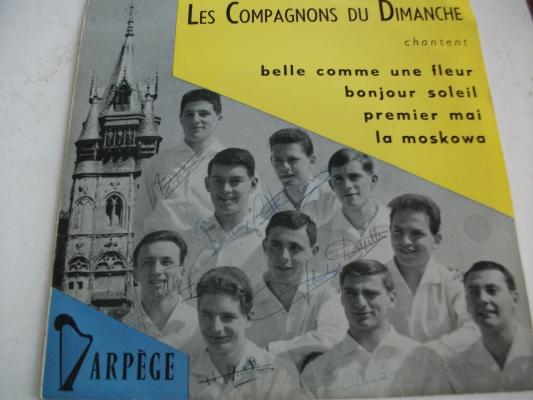 LES COMPAGNONS DU DIMANCHE
chantent
belle comme une fleur
bonjour soleil
premier mai
la moskowa
ARPÈGE